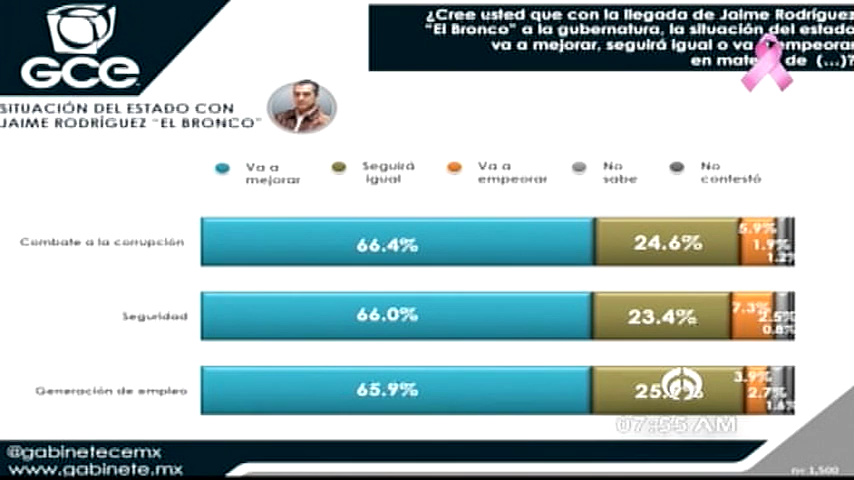 GCE
¿Cree usted que con la llegada de Jaime Rodríguez
"El Bronco" a la gubernatura, la situación del estado
va a mejorar, seguirá igual o va empeorar
en de (...)?
SITUACIÓN DEL ESTADO CON
JAIME RODRÍGUEZ "EL BRONCO"
Va a mejorar
Seguirá igual
Va a empeorar
No sabe
No contestó
Combate a la corrupción 66.4% 24.6% 5.9% 1.9% 1.2%
Seguridad 66.0% 23.4% 7.3% 2.5% 0.8%
Generación de empleo 65.9% 3.9% 2.7% 1.6%
07:55 AM
@gabinetecemx
www.gabinete.mx
n= 1,500